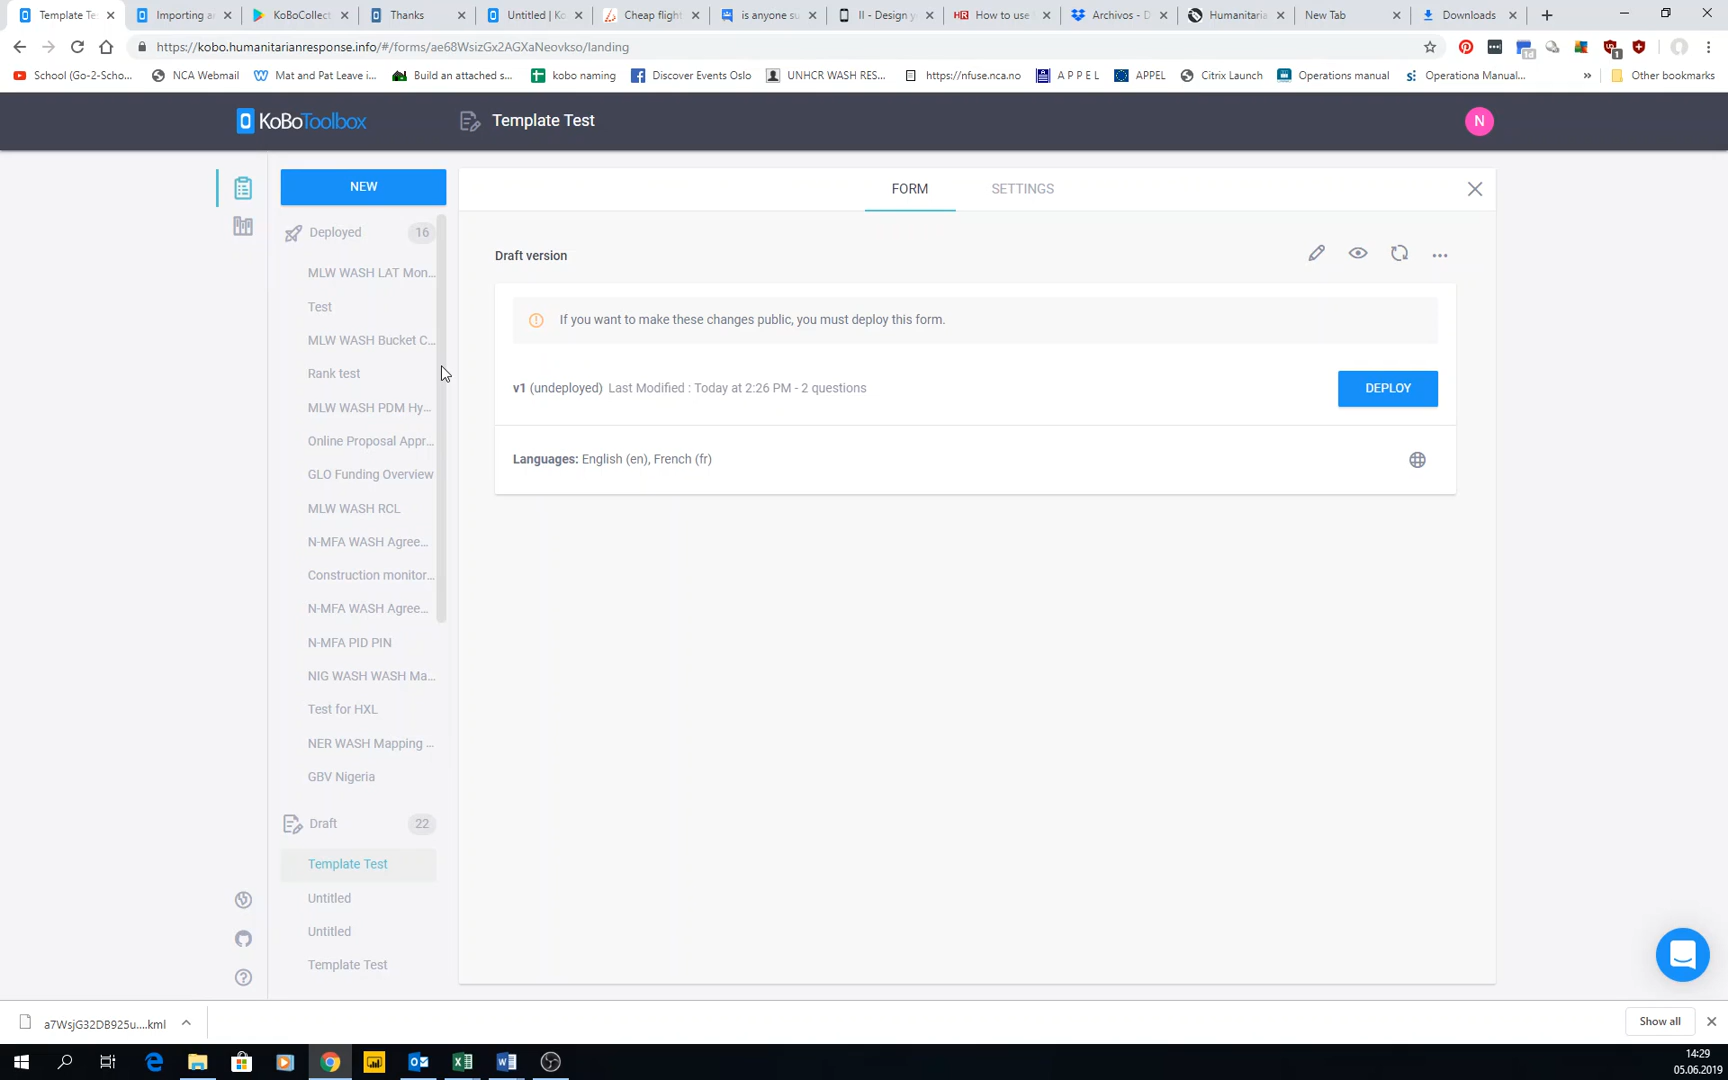 Template Te
Importing a
KoBoCollect
Thanks
Untitled | Ko
Cheap flight
is anyone su
II - Design y
HR How to use
Archivos - D
Humanitaria
New Tab
Downloads
https://kobo.humanitarianresponse.info/#/forms/ae68WsizGx2AGXaNeovkso/landing
School (Go-2-Scho...
NCA Webmail
Mat and Pat Leave i...
Build an attached s...
kobo naming
Discover Events Oslo
UNHCR WASH RES...
https://nfuse.nca.no
A P P E L
APPEL
Citrix Launch
Operations manual
Operationa Manual...
»
Other bookmarks
KoBoToolbox
Template Test
N
NEW
FORM
SETTINGS
Deployed 16
MLW WASH LAT Mon...
Test
MLW WASH Bucket C...
Rank test
MLW WASH PDM Hy...
Online Proposal Appr...
GLO Funding Overview
MLW WASH RCL
N-MFA WASH Agree...
Construction monitor...
N-MFA WASH Agree...
N-MFA PID PIN
NIG WASH WASH Ma...
Test for HXL
NER WASH Mapping ...
GBV Nigeria
Draft 22
Template Test
Untitled
Untitled
Template Test
Draft version
If you want to make these changes public, you must deploy this form.
v1 (undeployed) Last Modified : Today at 2:26 PM - 2 questions
DEPLOY
Languages: English (en), French (fr)
a7WsjG32DB925u....kml
Show all
14:29
05.06.2019